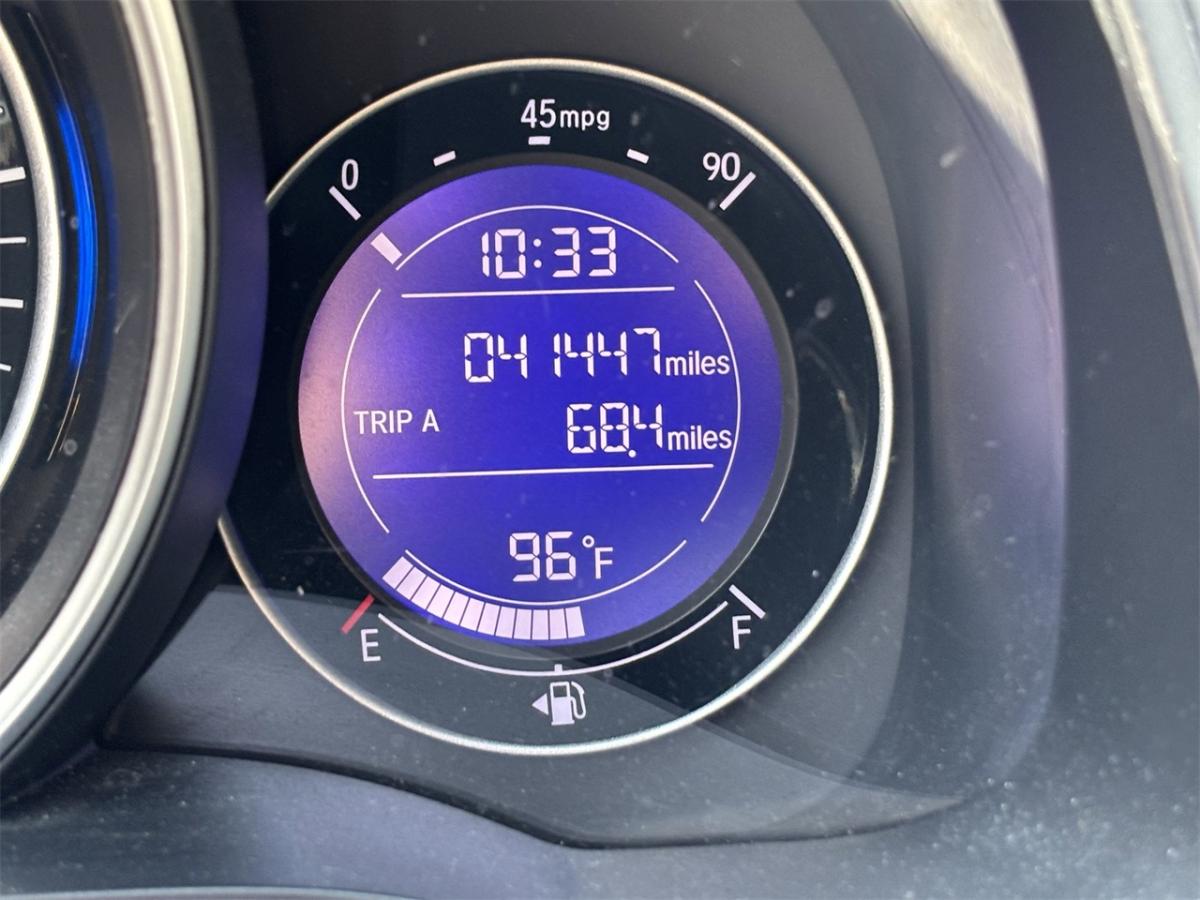 45mpg
0 90
10:33
041447miles
TRIP A 68.4miles
96°F
E F